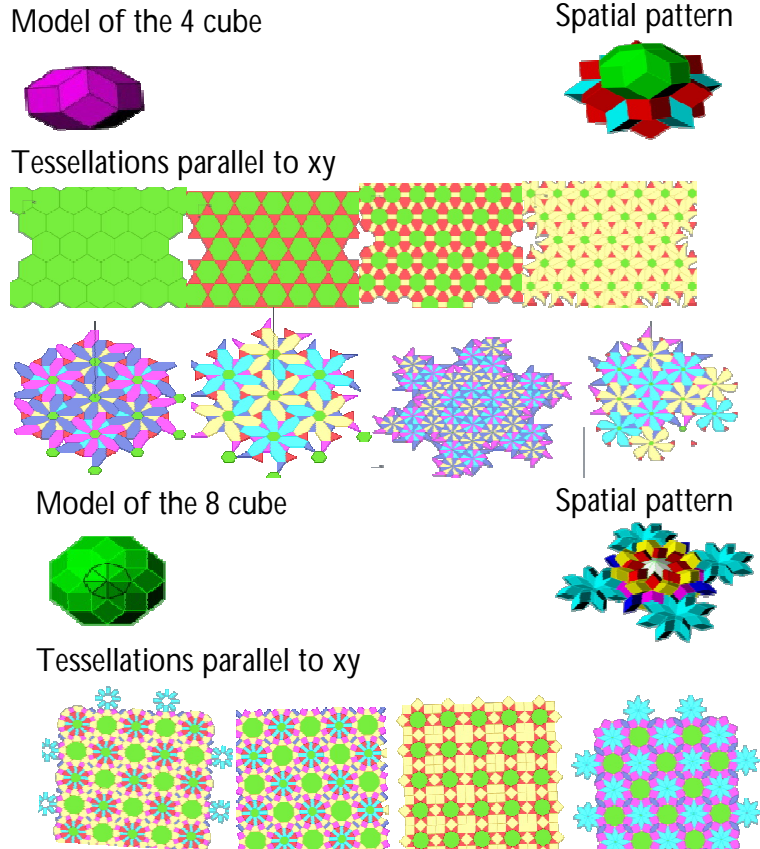 Model of the 4 cube
Spatial pattern
Tessellations parallel to xy
Model of the 8 cube
Spatial pattern
Tessellations parallel to xy